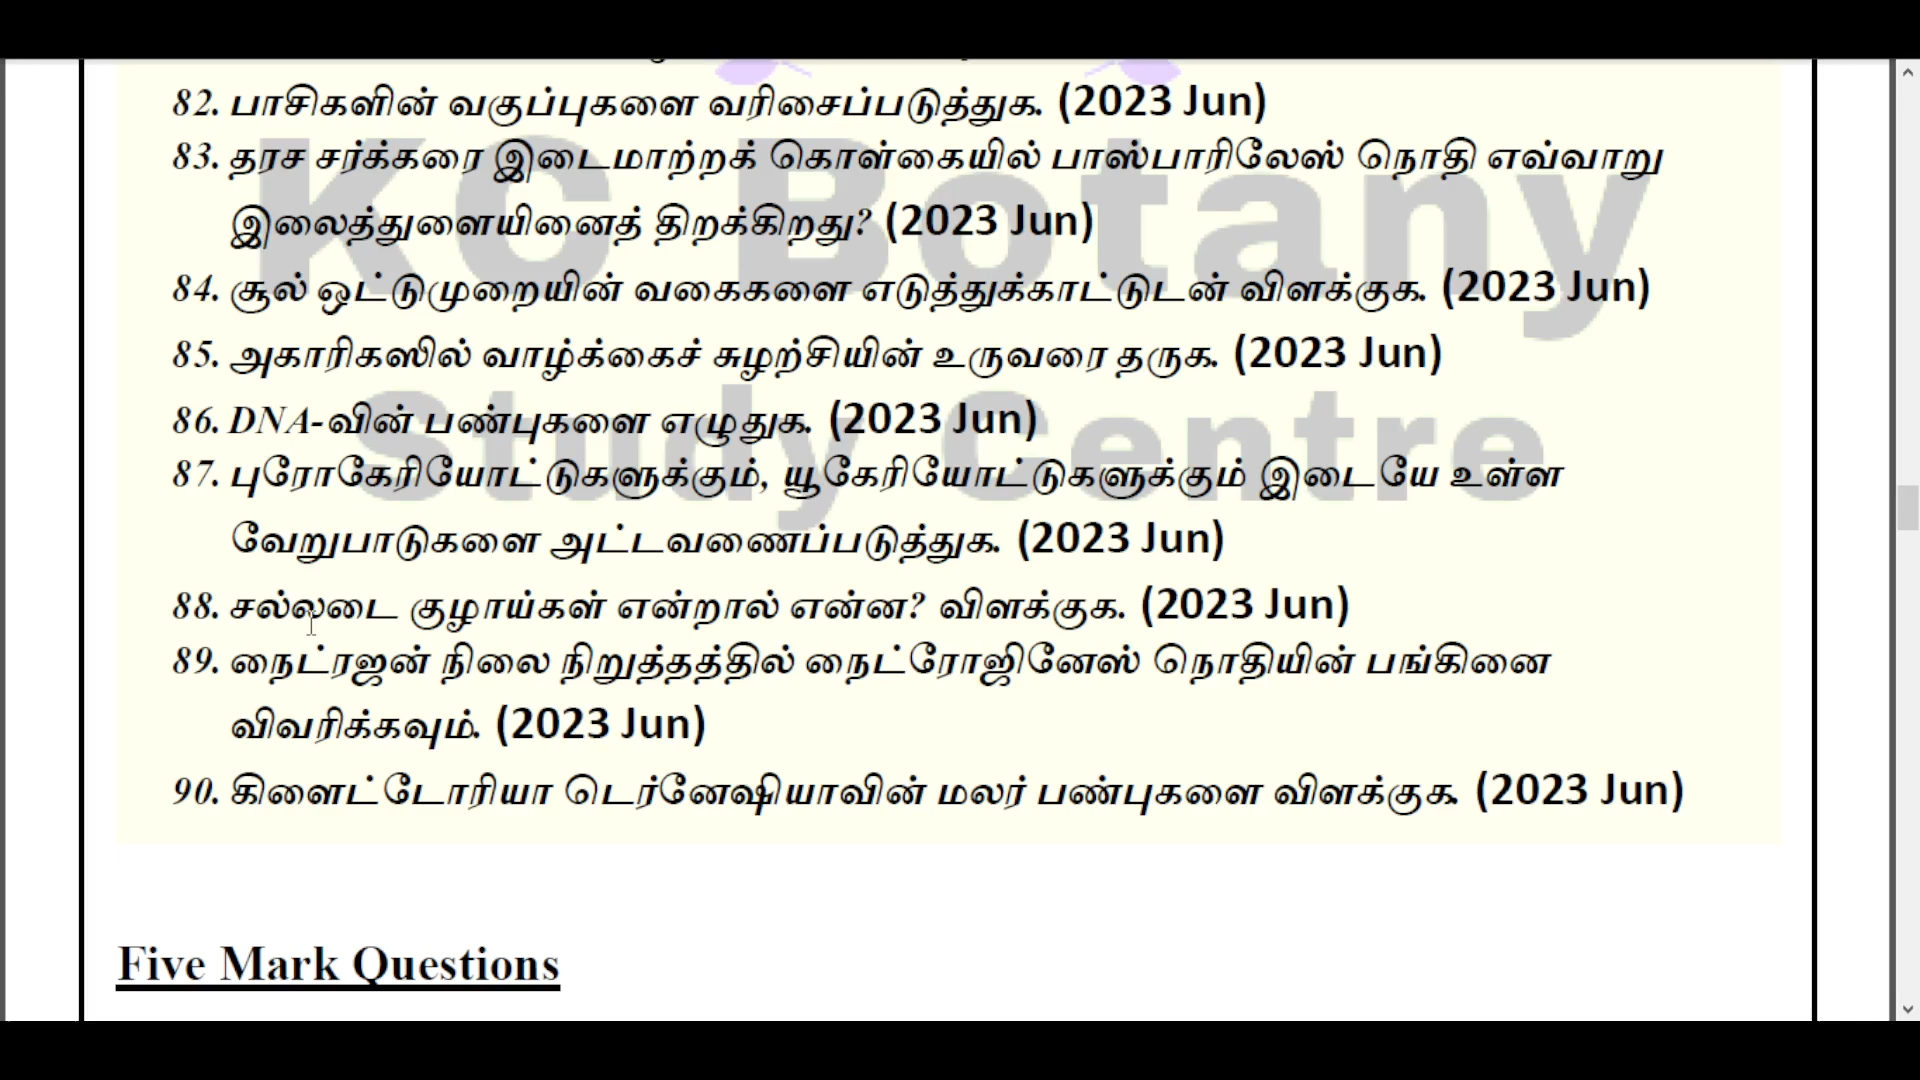 82. பாசிகளின் வகுப்புகளை வரிசைப்படுத்துக. (2023 Jun)
83. தரச சர்க்கரை இடைமாற்றக் கொள்கையில் பாஸ்பாரிலேஸ் நொதி எவ்வாறு
இலைத்துளையினைத் திறக்கிறது? (2023 Jun)
84. சூல் ஒட்டுமுறையின் வகைகளை எடுத்துக்காட்டுடன் விளக்குக. (2023 Jun)
85. அகாரிகஸில் வாழ்க்கைச் சுழற்சியின் உருவரை தருக. (2023 Jun)
86. DNA-வின் பண்புகளை எழுதுக. (2023 Jun)
87. புரோகேரியோட்டுகளுக்கும், யூகேரியோட்டுகளுக்கும் இடையே உள்ள
வேறுபாடுகளை அட்டவணைப்படுத்துக. (2023 Jun)
88. சல்லடை குழாய்கள் என்றால் என்ன? விளக்குக. (2023 Jun)
89. நைட்ரஜன் நிலை நிறுத்தத்தில் நைட்ரோஜினேஸ் நொதியின் பங்கினை
விவரிக்கவும். (2023 Jun)
90. கிளைட்டோரியா டெர்னேஷியாவின் மலர் பண்புகளை விளக்குக. (2023 Jun)
Five Mark Questions
KC Botany
Study Centre